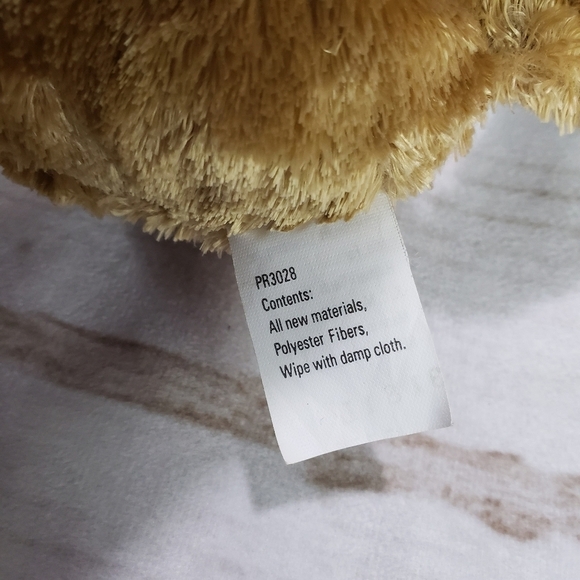 PR3028
Contents:
All new materials,
Polyester Fibers,
Wipe with damp cloth.